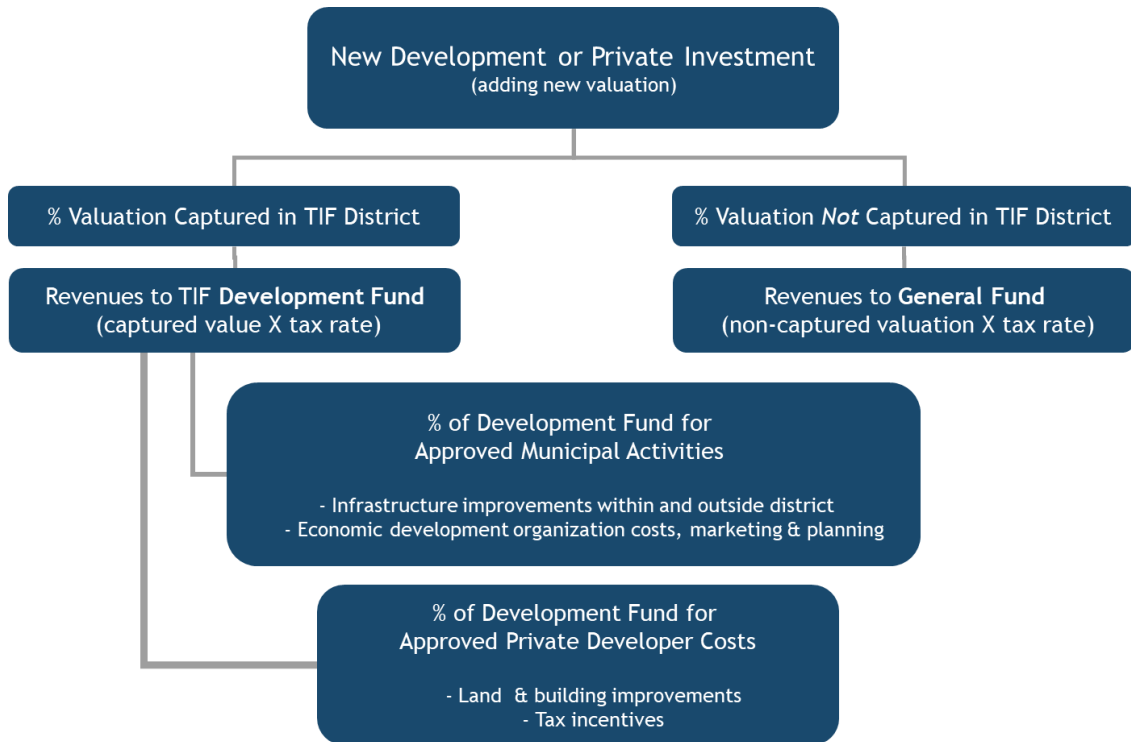 New Development or Private Investment
(adding new valuation)
% Valuation Captured in TIF District
% Valuation Not Captured in TIF District
Revenues to TIF Development Fund
(captured value X tax rate)
Revenues to General Fund
(non-captured valuation X tax rate)
% of Development Fund for
Approved Municipal Activities
- Infrastructure improvements within and outside district
- Economic development organization costs, marketing & planning
% of Development Fund for
Approved Private Developer Costs
- Land & building improvements
- Tax incentives